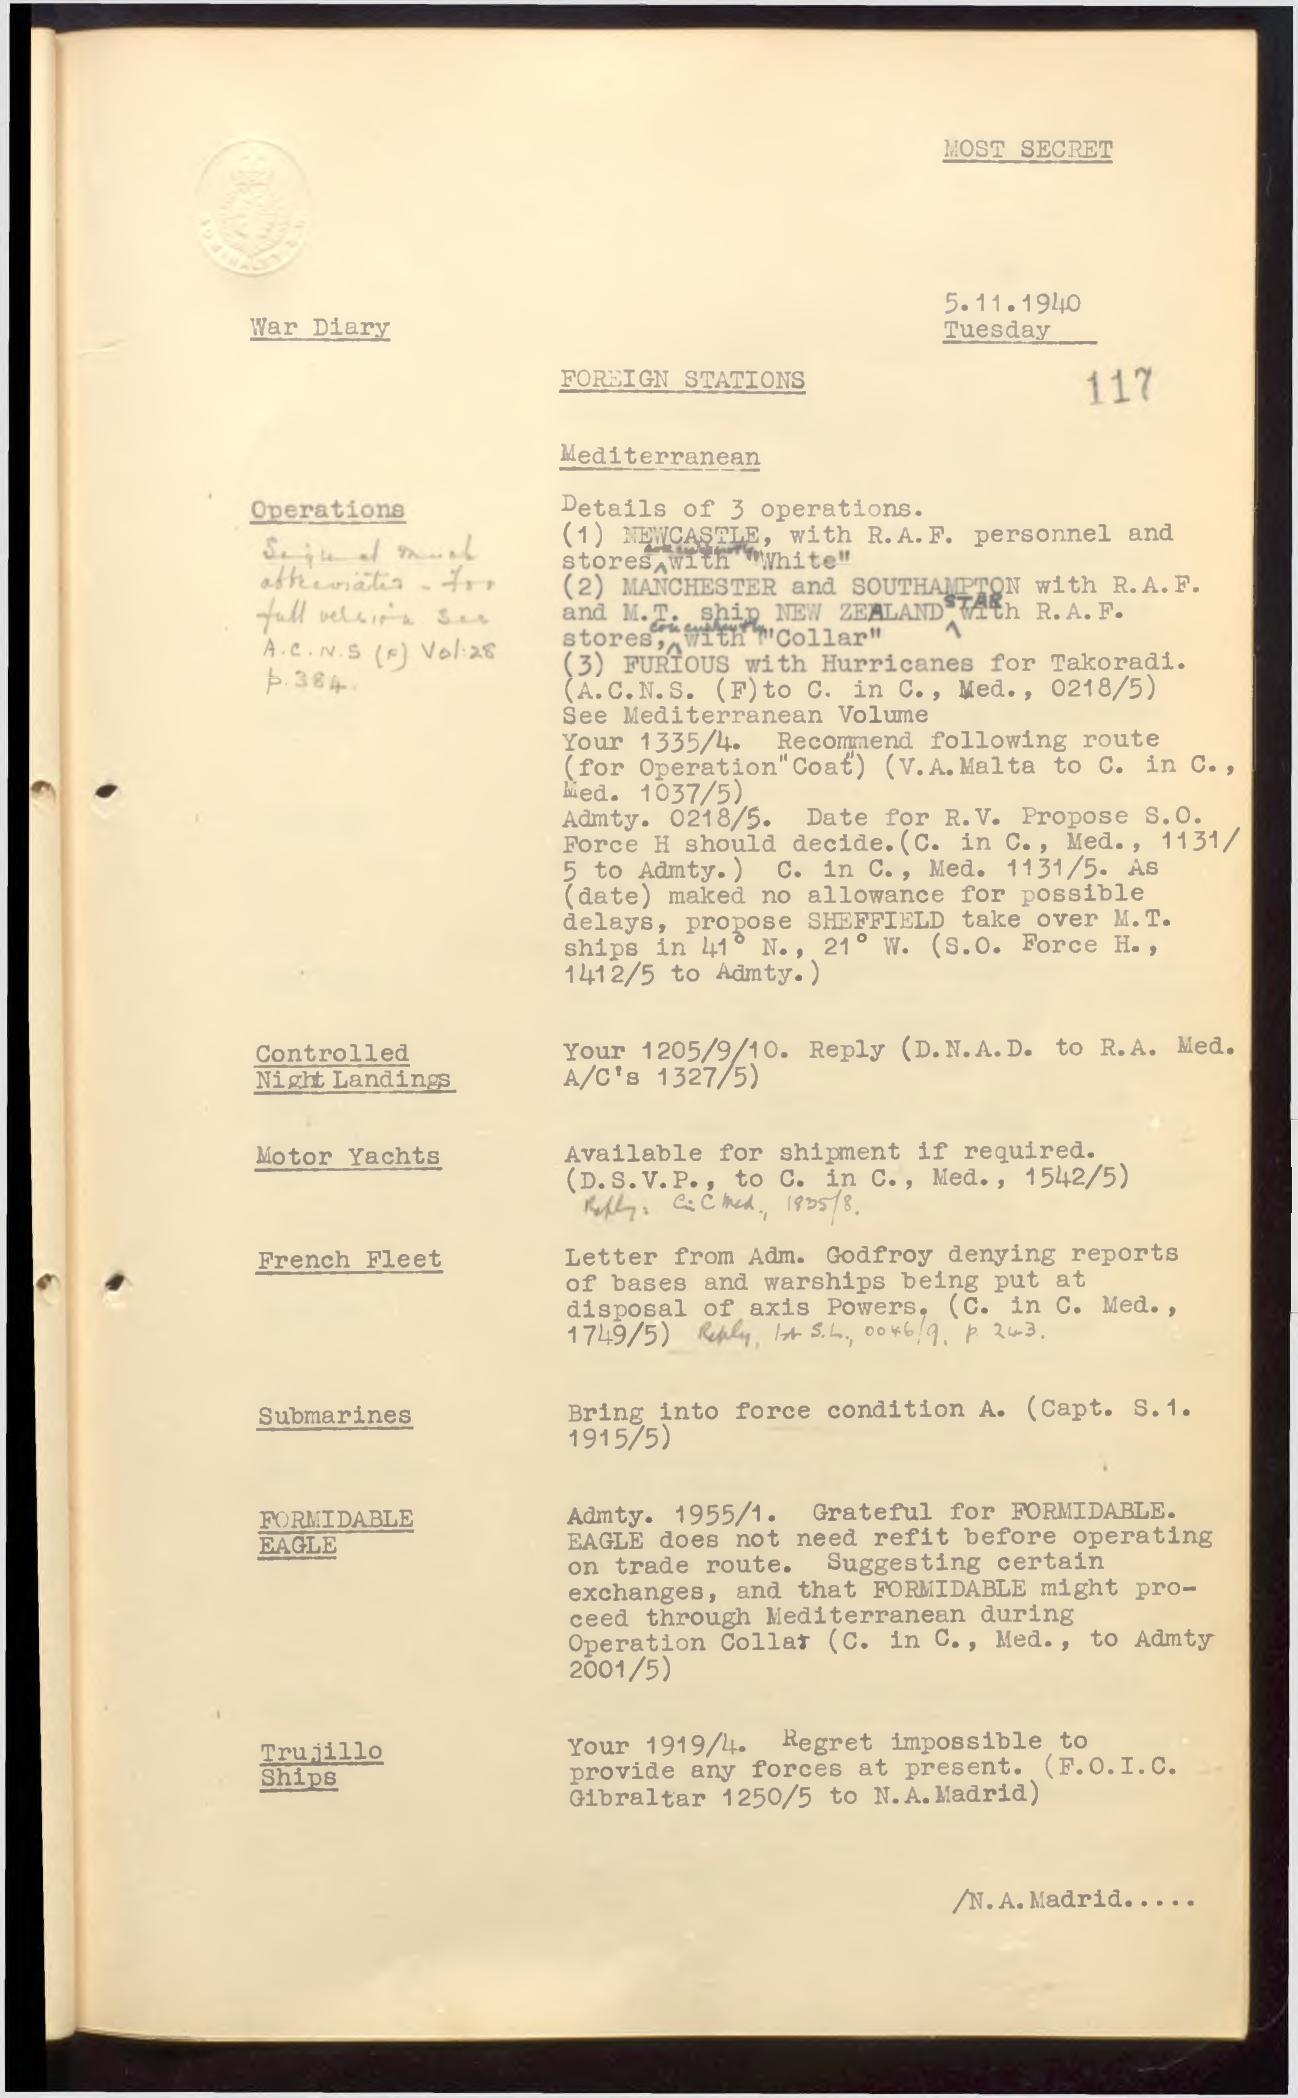 MOST SECRET
5.11.1940
War Diary
Tuesday
FOREIGN STATIONS
117
Mediterranean
Operations
Signal much
abbreviated - For
full version see
A.C.N.S (F) Vol:28
p.384.
Details of 3 operations.
(1) NEWCASTLE, with R.A.F. personnel and
concurrently
stores,^with "White"
(2) MANCHESTER and SOUTHAMPTON with R.A.F.
STAR
and M.T. ship NEW ZEALAND ^ with R.A.F.
concurrently
stores,^with "Collar"
(3) FURIOUS with Hurricanes for Takoradi.
(A.C.N.S. (F)to C. in C., Med., 0218/5)
See Mediterranean Volume
Your 1335/4. Recommend following route
(for Operation"Coat") (V.A.Malta to C. in C.,
Med. 1037/5)
Admty. 0218/5. Date for R.V. Propose S.O.
Force H should decide.(C. in C., Med., 1131/
5 to Admty.) C. in C., Med. 1131/5. As
(date) maked no allowance for possible
delays, propose SHEFFIELD take over M.T.
ships in 41° N., 21° W. (S.O. Force H.,
1412/5 to Admty.)
Controlled
Night Landings
Your 1205/9/10. Reply (D.N.A.D. to R.A. Med.
A/C's 1327/5)
Motor Yachts
Available for shipment if required.
(D.S.V.P., to C. in C., Med., 1542/5)
Reply: C in C Med., 1835/8.
French Fleet
Letter from Adm. Godfroy denying reports
of bases and warships being put at
disposal of axis Powers. (C. in C. Med.,
1749/5) Reply, 1st S.L., 0046/9, p. 243.
Submarines
Bring into force condition A. (Capt. S.1.
1915/5)
FORMIDABLE
EAGLE
Admty. 1955/1. Grateful for FORMIDABLE.
EAGLE does not need refit before operating
on trade route. Suggesting certain
exchanges, and that FORMIDABLE might pro-
ceed through Mediterranean during
Operation Collar (C. in C., Med., to Admty
2001/5)
Trujillo
Ships
Your 1919/4. Regret impossible to
provide any forces at present. (F.O.I.C.
Gibraltar 1250/5 to N.A.Madrid)
/N.A.Madrid.....